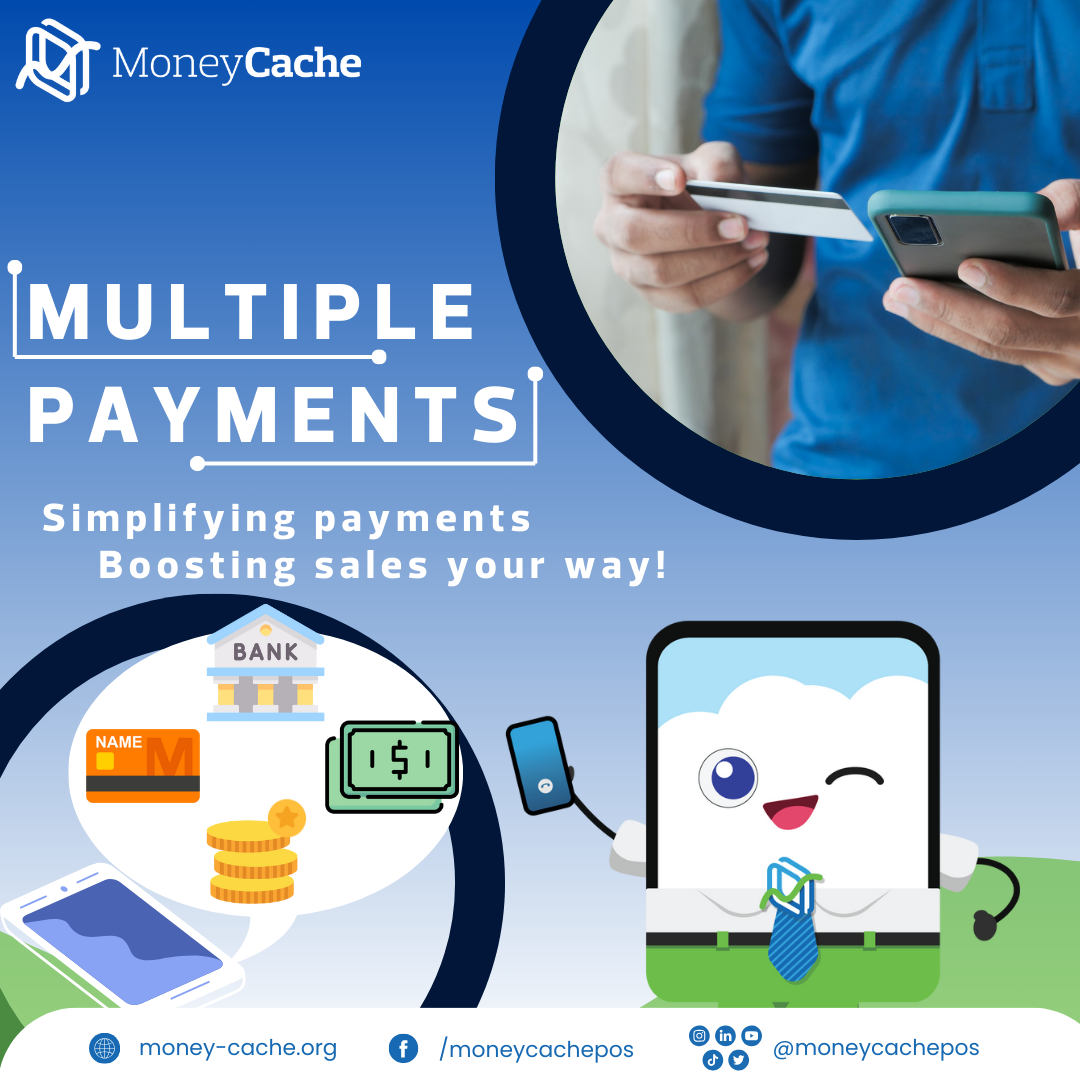 MoneyCache
MULTIPLE
PAYMENTS
Simplifying payments
Boosting sales your way!
BANK
NAME
M
$
money-cache.org
/moneycachepos
@moneycachepos